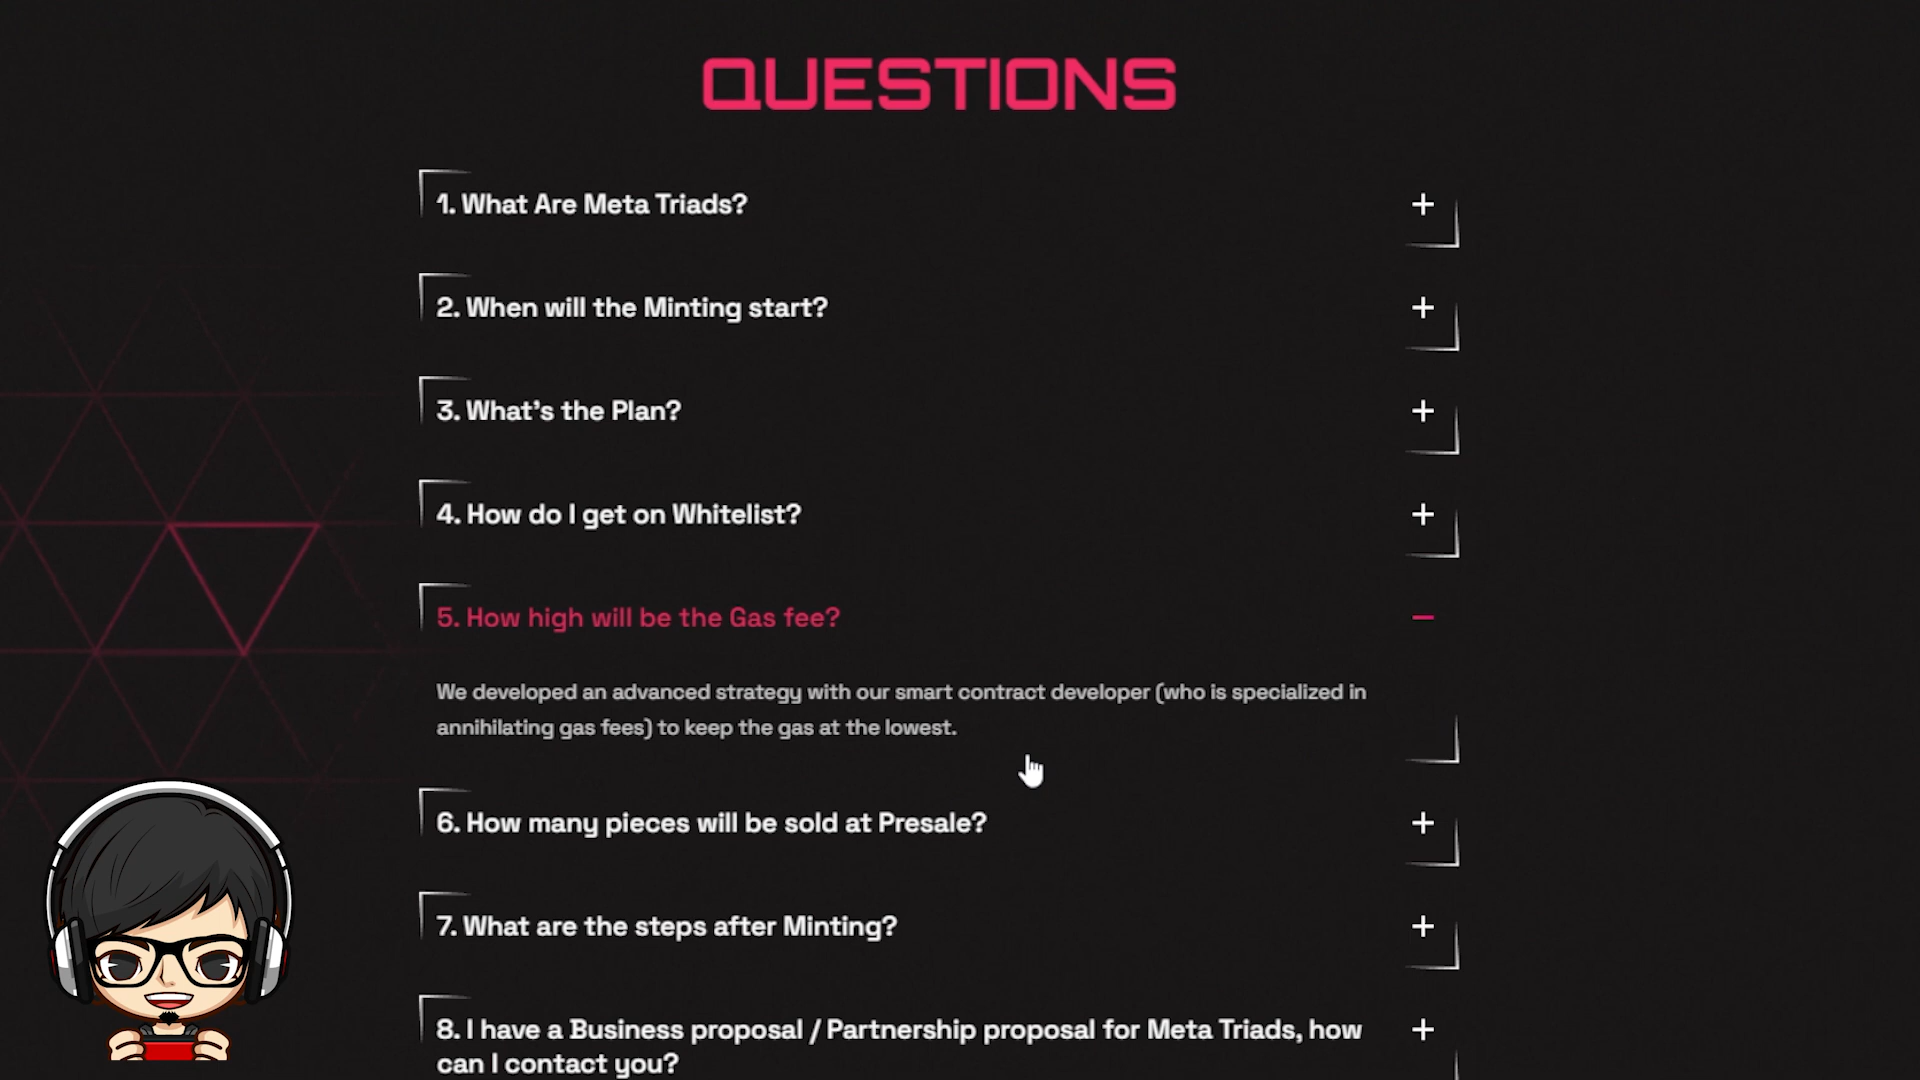 QUESTIONS
1. What Are Meta Triads?
2. When will the Minting start?
3. What's the Plan?
4. How do I get on Whitelist?
5. How high will be the Gas fee?
We developed an advanced strategy with our smart contract developer (who is specialized in
annihilating gas fees) to keep the gas at the lowest.
6. How many pieces will be sold at Presale?
7. What are the steps after Minting?
8. I have a Business proposal / Partnership proposal for Meta Triads, how
can I contact you?